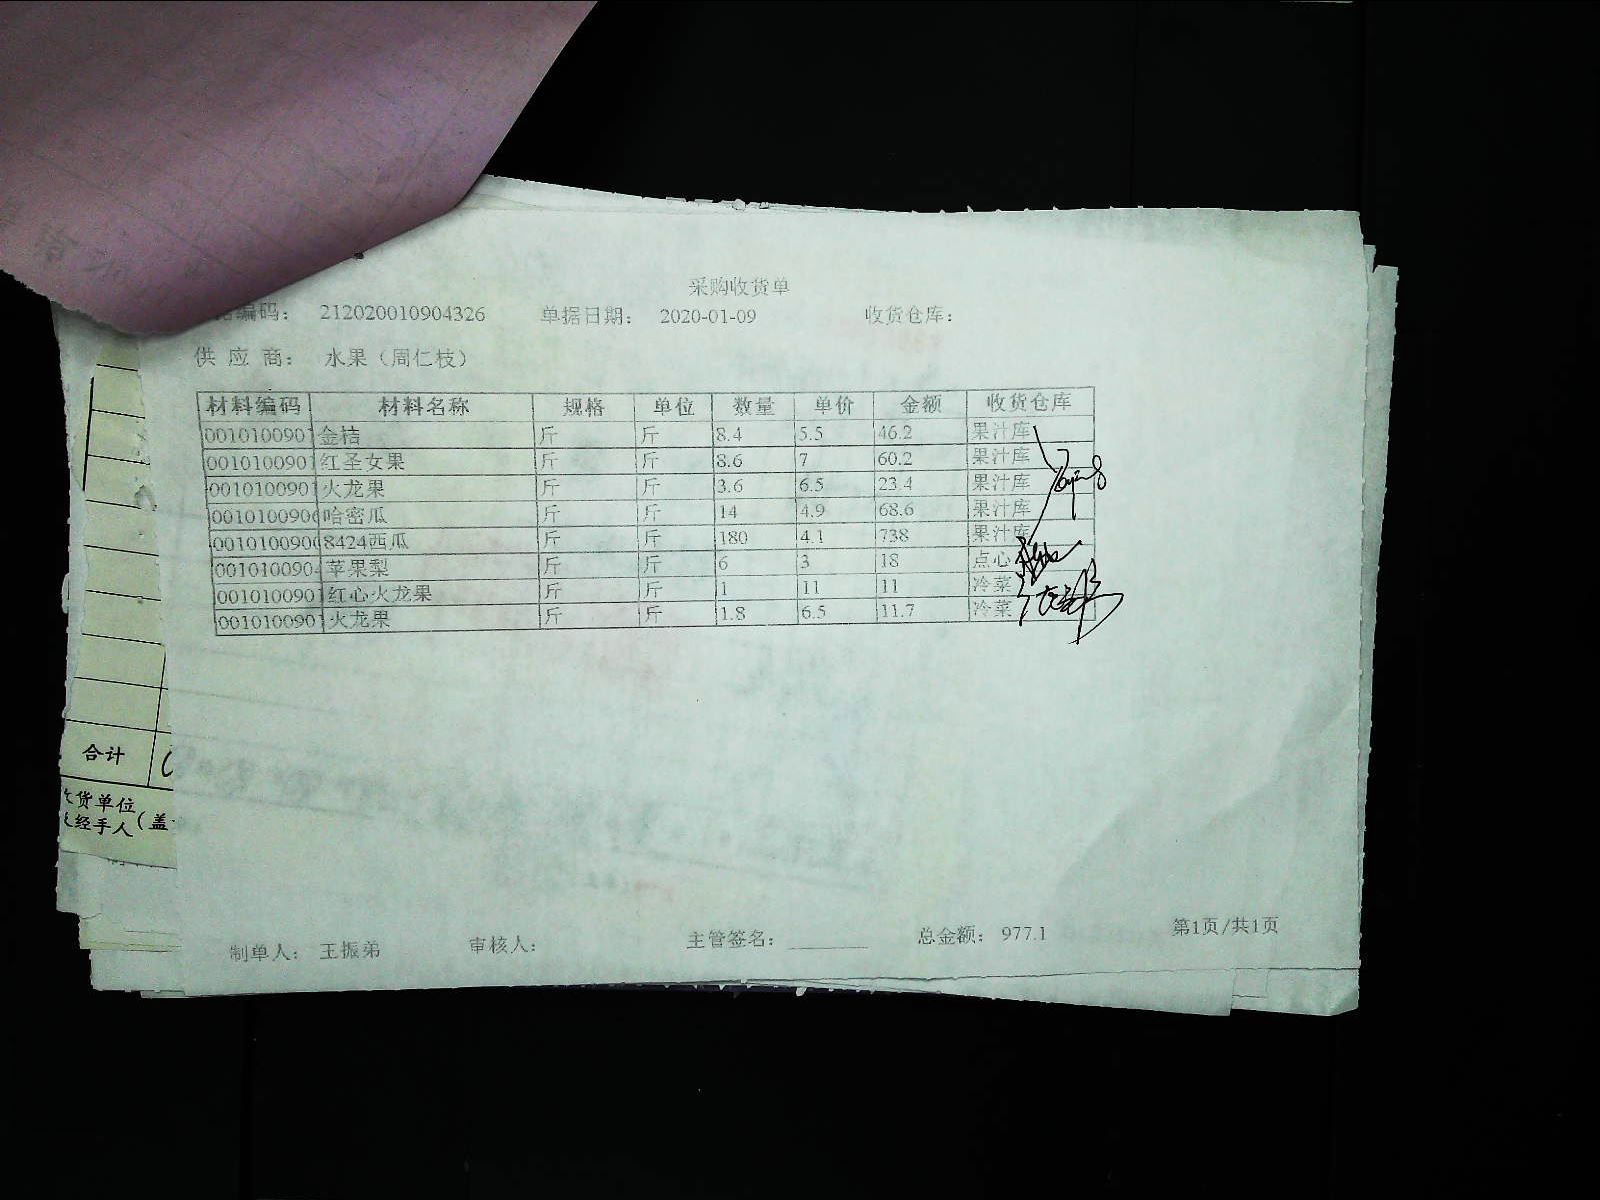 采购收货单
编码： 212020010904326 单据日期： 2020-01-09 收货仓库：
供 应 商： 水果（周仁枝）
材料编码 材料名称 规格 单位 数量 单价 金额 收货仓库
001010090 金桔 斤 斤 8.4 5.5 46.2 果汁库
001010090 红圣女果 斤 斤 8.6 7 60.2 果汁库
001010090 火龙果 斤 斤 3.6 6.5 23.4 果汁库
001010090 哈密瓜 斤 斤 14 4.9 68.6 果汁库
001010090 8424西瓜 斤 斤 180 4.1 738 果汁库
001010090 苹果梨 斤 斤 6 3 18 点心
001010090 红心火龙果 斤 斤 1 11 11 冷菜
001010090 火龙果 斤 斤 1.8 6.5 11.7 冷菜
合计
货单位
经手人（盖
制单人： 王振弟 审核人： 主管签名： 总金额： 977.1 第1页/共1页